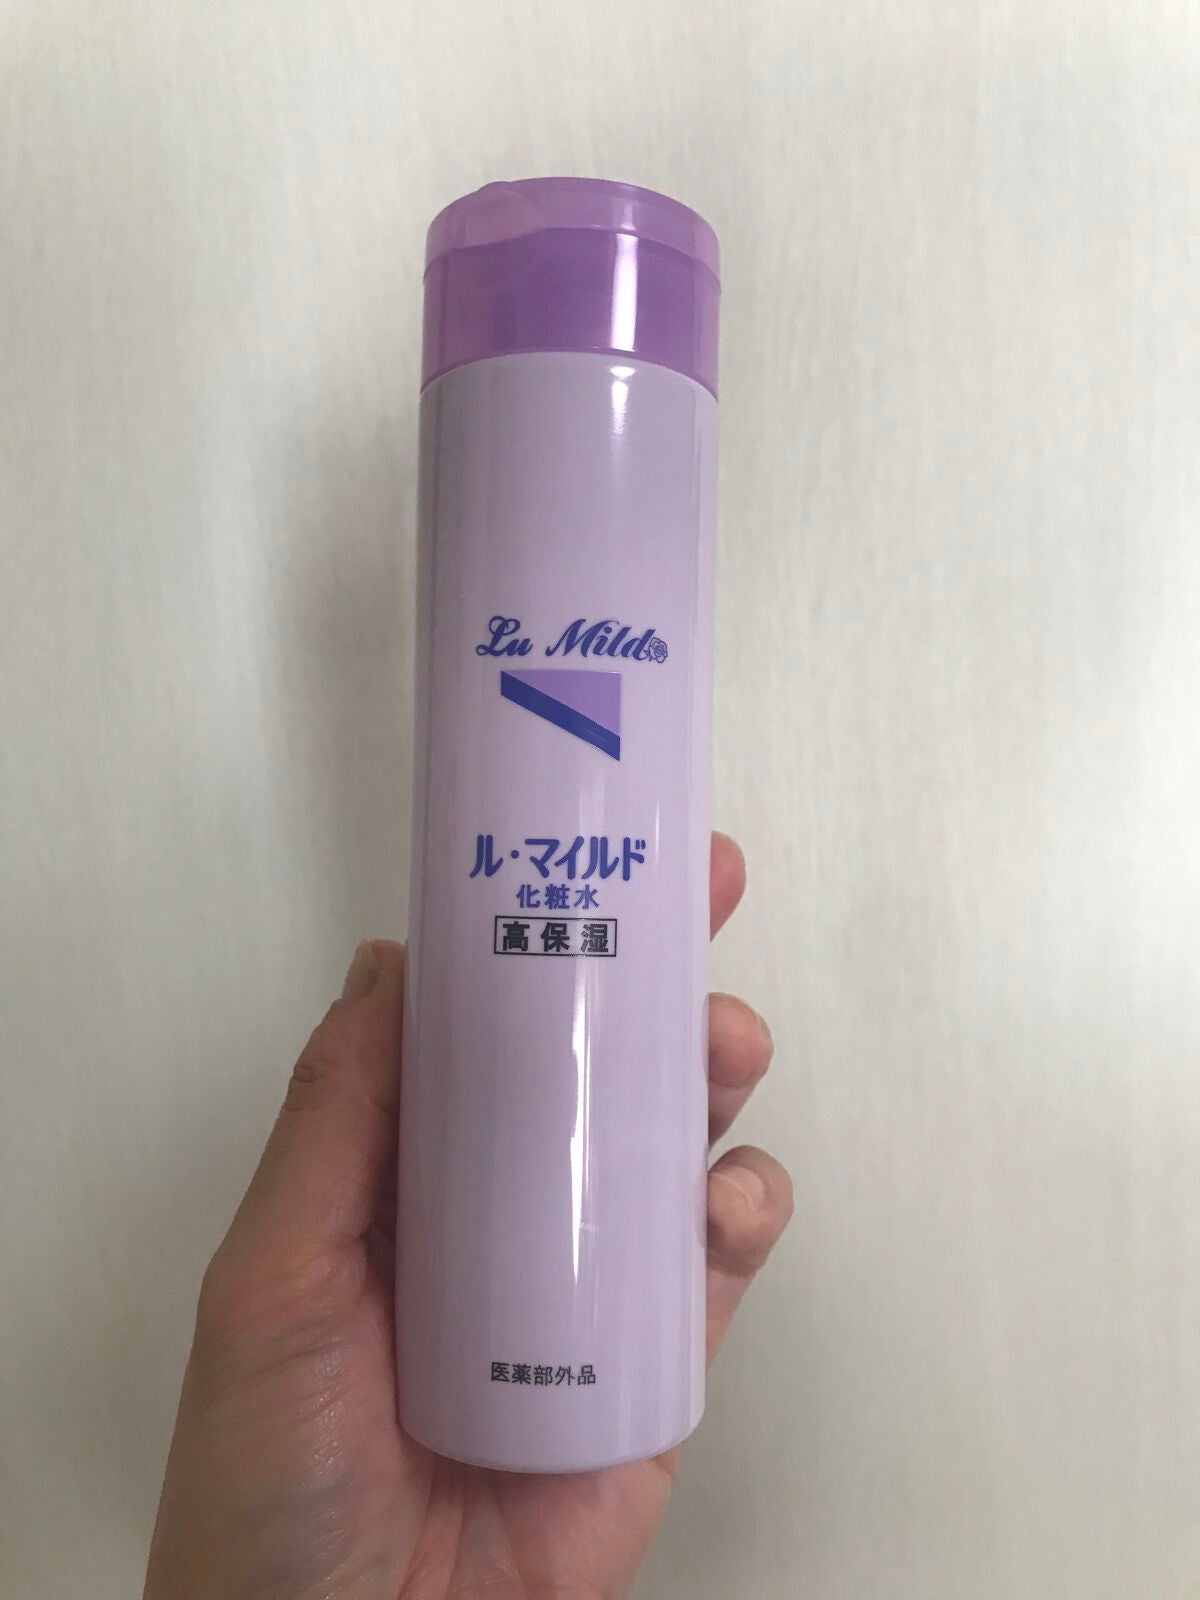 Lu Mild
ル・マイルド
化粧水
高保湿
医薬部外品